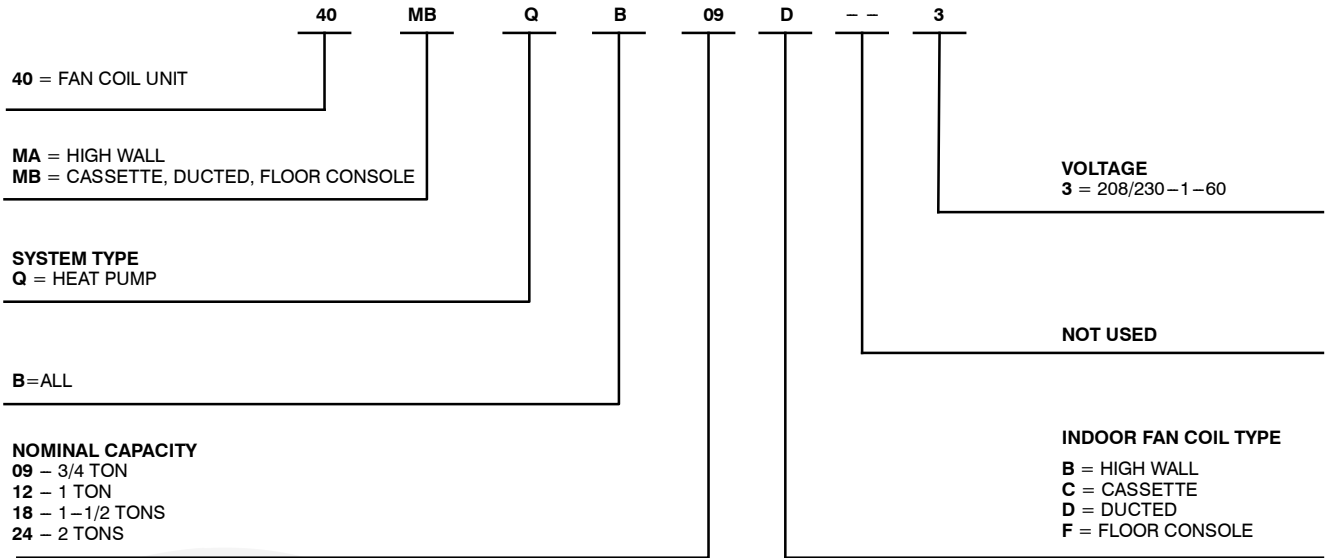 40 MB Q B 09 D – – 3
40 = FAN COIL UNIT
MA = HIGH WALL
MB = CASSETTE, DUCTED, FLOOR CONSOLE
SYSTEM TYPE
Q = HEAT PUMP
B=ALL
NOMINAL CAPACITY
09 – 3/4 TON
12 – 1 TON
18 – 1–1/2 TONS
24 – 2 TONS
VOLTAGE
3 = 208/230–1–60
NOT USED
INDOOR FAN COIL TYPE
B = HIGH WALL
C = CASSETTE
D = DUCTED
F = FLOOR CONSOLE